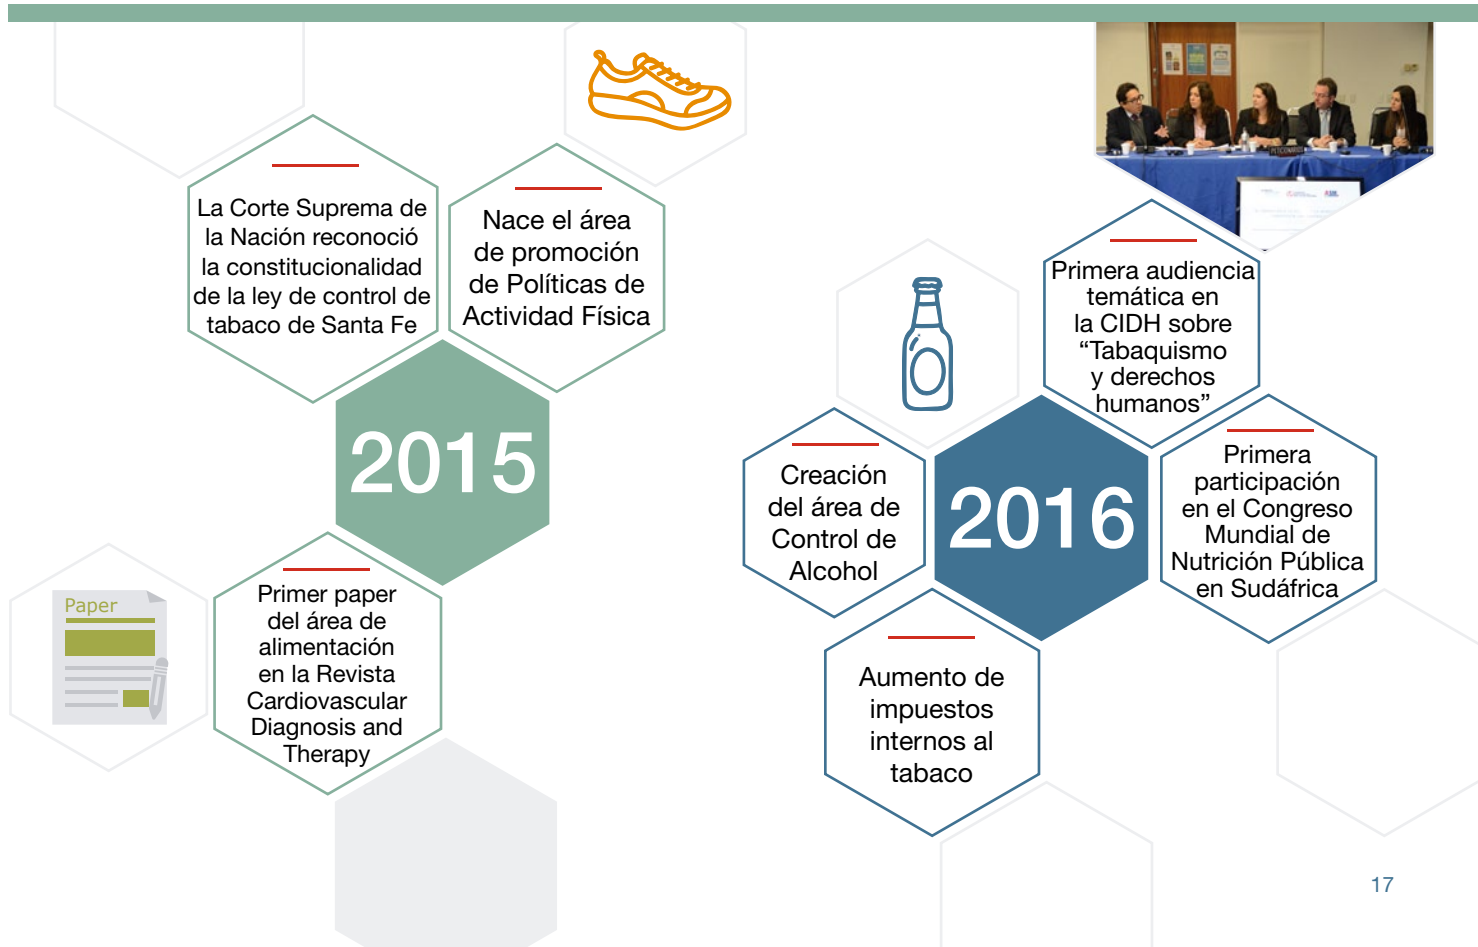 La Corte Suprema de
la Nación reconoció
la constitucionalidad
de la ley de control de
tabaco de Santa Fe
Nace el área
de promoción
de Políticas de
Actividad Física
2015
Paper
Primer paper
del área de
alimentación
en la Revista
Cardiovascular
Diagnosis and
Therapy
PETICIONARIOS
Primera audiencia
temática en
la CIDH sobre
“Tabaquismo
y derechos
humanos”
Creación
del área de
Control de
Alcohol
2016
Primera
participación
en el Congreso
Mundial de
Nutrición Pública
en Sudáfrica
Aumento de
impuestos
internos al
tabaco
17